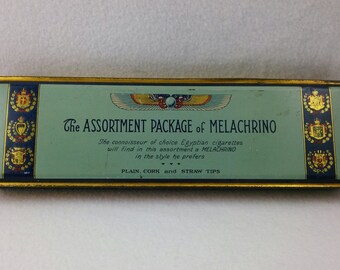 The ASSORTMENT PACKAGE of MELACHRINO
The connoisseur of choice Egyptian cigarettes
will find in this assortment a MELACHRINO
in the style he prefers
PLAIN, CORK and STRAW TIPS